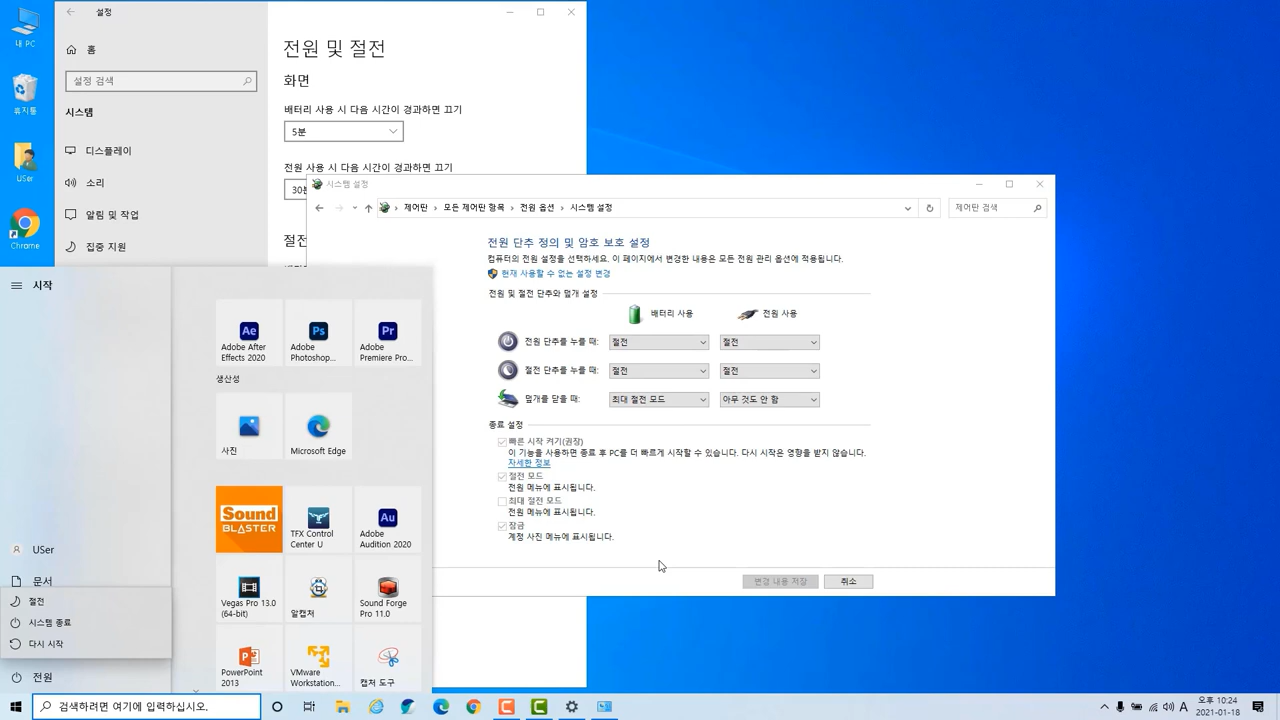 내 PC
휴지통
USer
Chrome
설정
홈
설정 검색
시스템
디스플레이
소리
알림 및 작업
집중 지원
전원 및 절전
화면
배터리 사용 시 다음 시간이 경과하면 끄기
5분
전원 사용 시 다음 시간이 경과하면 끄기
절전
시스템 설정
제어판 › 모든 제어판 항목 › 전원 옵션 › 시스템 설정
제어판 검색
전원 단추 정의 및 암호 보호 설정
컴퓨터의 전원 설정을 선택하세요. 이 페이지에서 변경한 내용은 모든 전원 관리 옵션에 적용됩니다.
현재 사용할 수 없는 설정 변경
전원 및 절전 단추와 덮개 설정
배터리 사용 전원 사용
전원 단추를 누를 때: 절전 절전
절전 단추를 누를 때: 절전 절전
덮개를 닫을 때: 최대 절전 모드 아무 것도 안 함
종료 설정
빠른 시작 켜기(권장)
이 기능을 사용하면 종료 후 PC를 더 빠르게 시작할 수 있습니다. 다시 시작은 영향을 받지 않습니다.
자세한 정보
절전 모드
전원 메뉴에 표시됩니다.
최대 절전 모드
전원 메뉴에 표시됩니다.
잠금
계정 사진 메뉴에 표시됩니다.
변경 내용 저장 취소
시작
Ae Ps Pr
Adobe After Effects 2020
Adobe Photoshop...
Adobe Premiere Pro...
생산성
사진
Microsoft Edge
Sound BLASTER
TFX Control Center U
Au
Adobe Audition 2020
Vegas Pro 13.0 (64-bit)
알캡처
Sound Forge Pro 11.0
PowerPoint 2013
VMware Workstation...
캡처 도구
USer
문서
절전
시스템 종료
다시 시작
전원
검색하려면 여기에 입력하십시오.
A
오후 10:24
2021-01-18